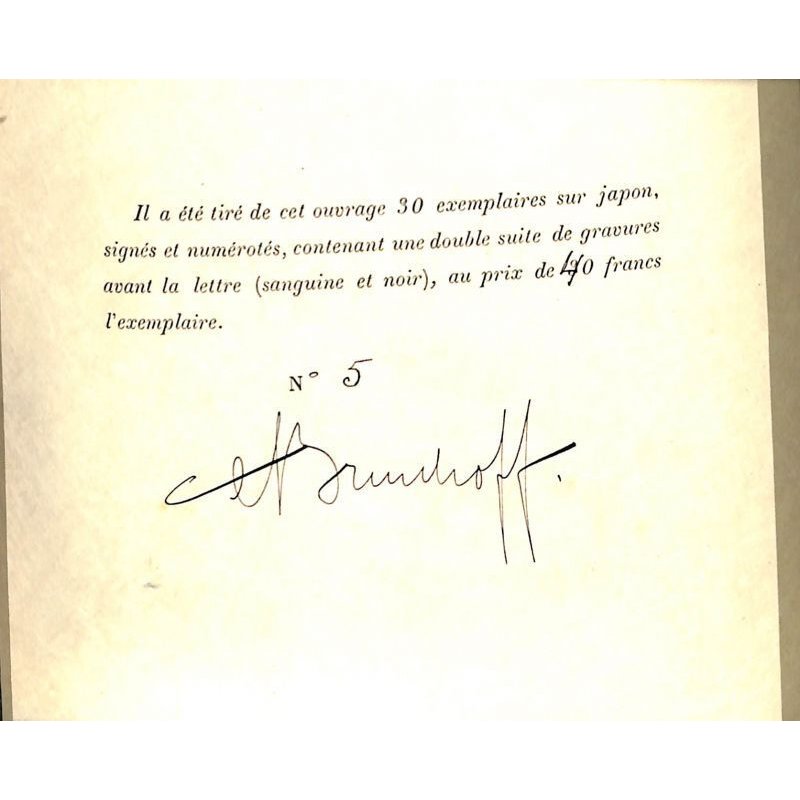 Il a été tiré de cet ouvrage 30 exemplaires sur japon,
signés et numérotés, contenant une double suite de gravures
avant la lettre (sanguine et noir), au prix de 40 francs
l'exemplaire.
N° 5
Brunhoff.